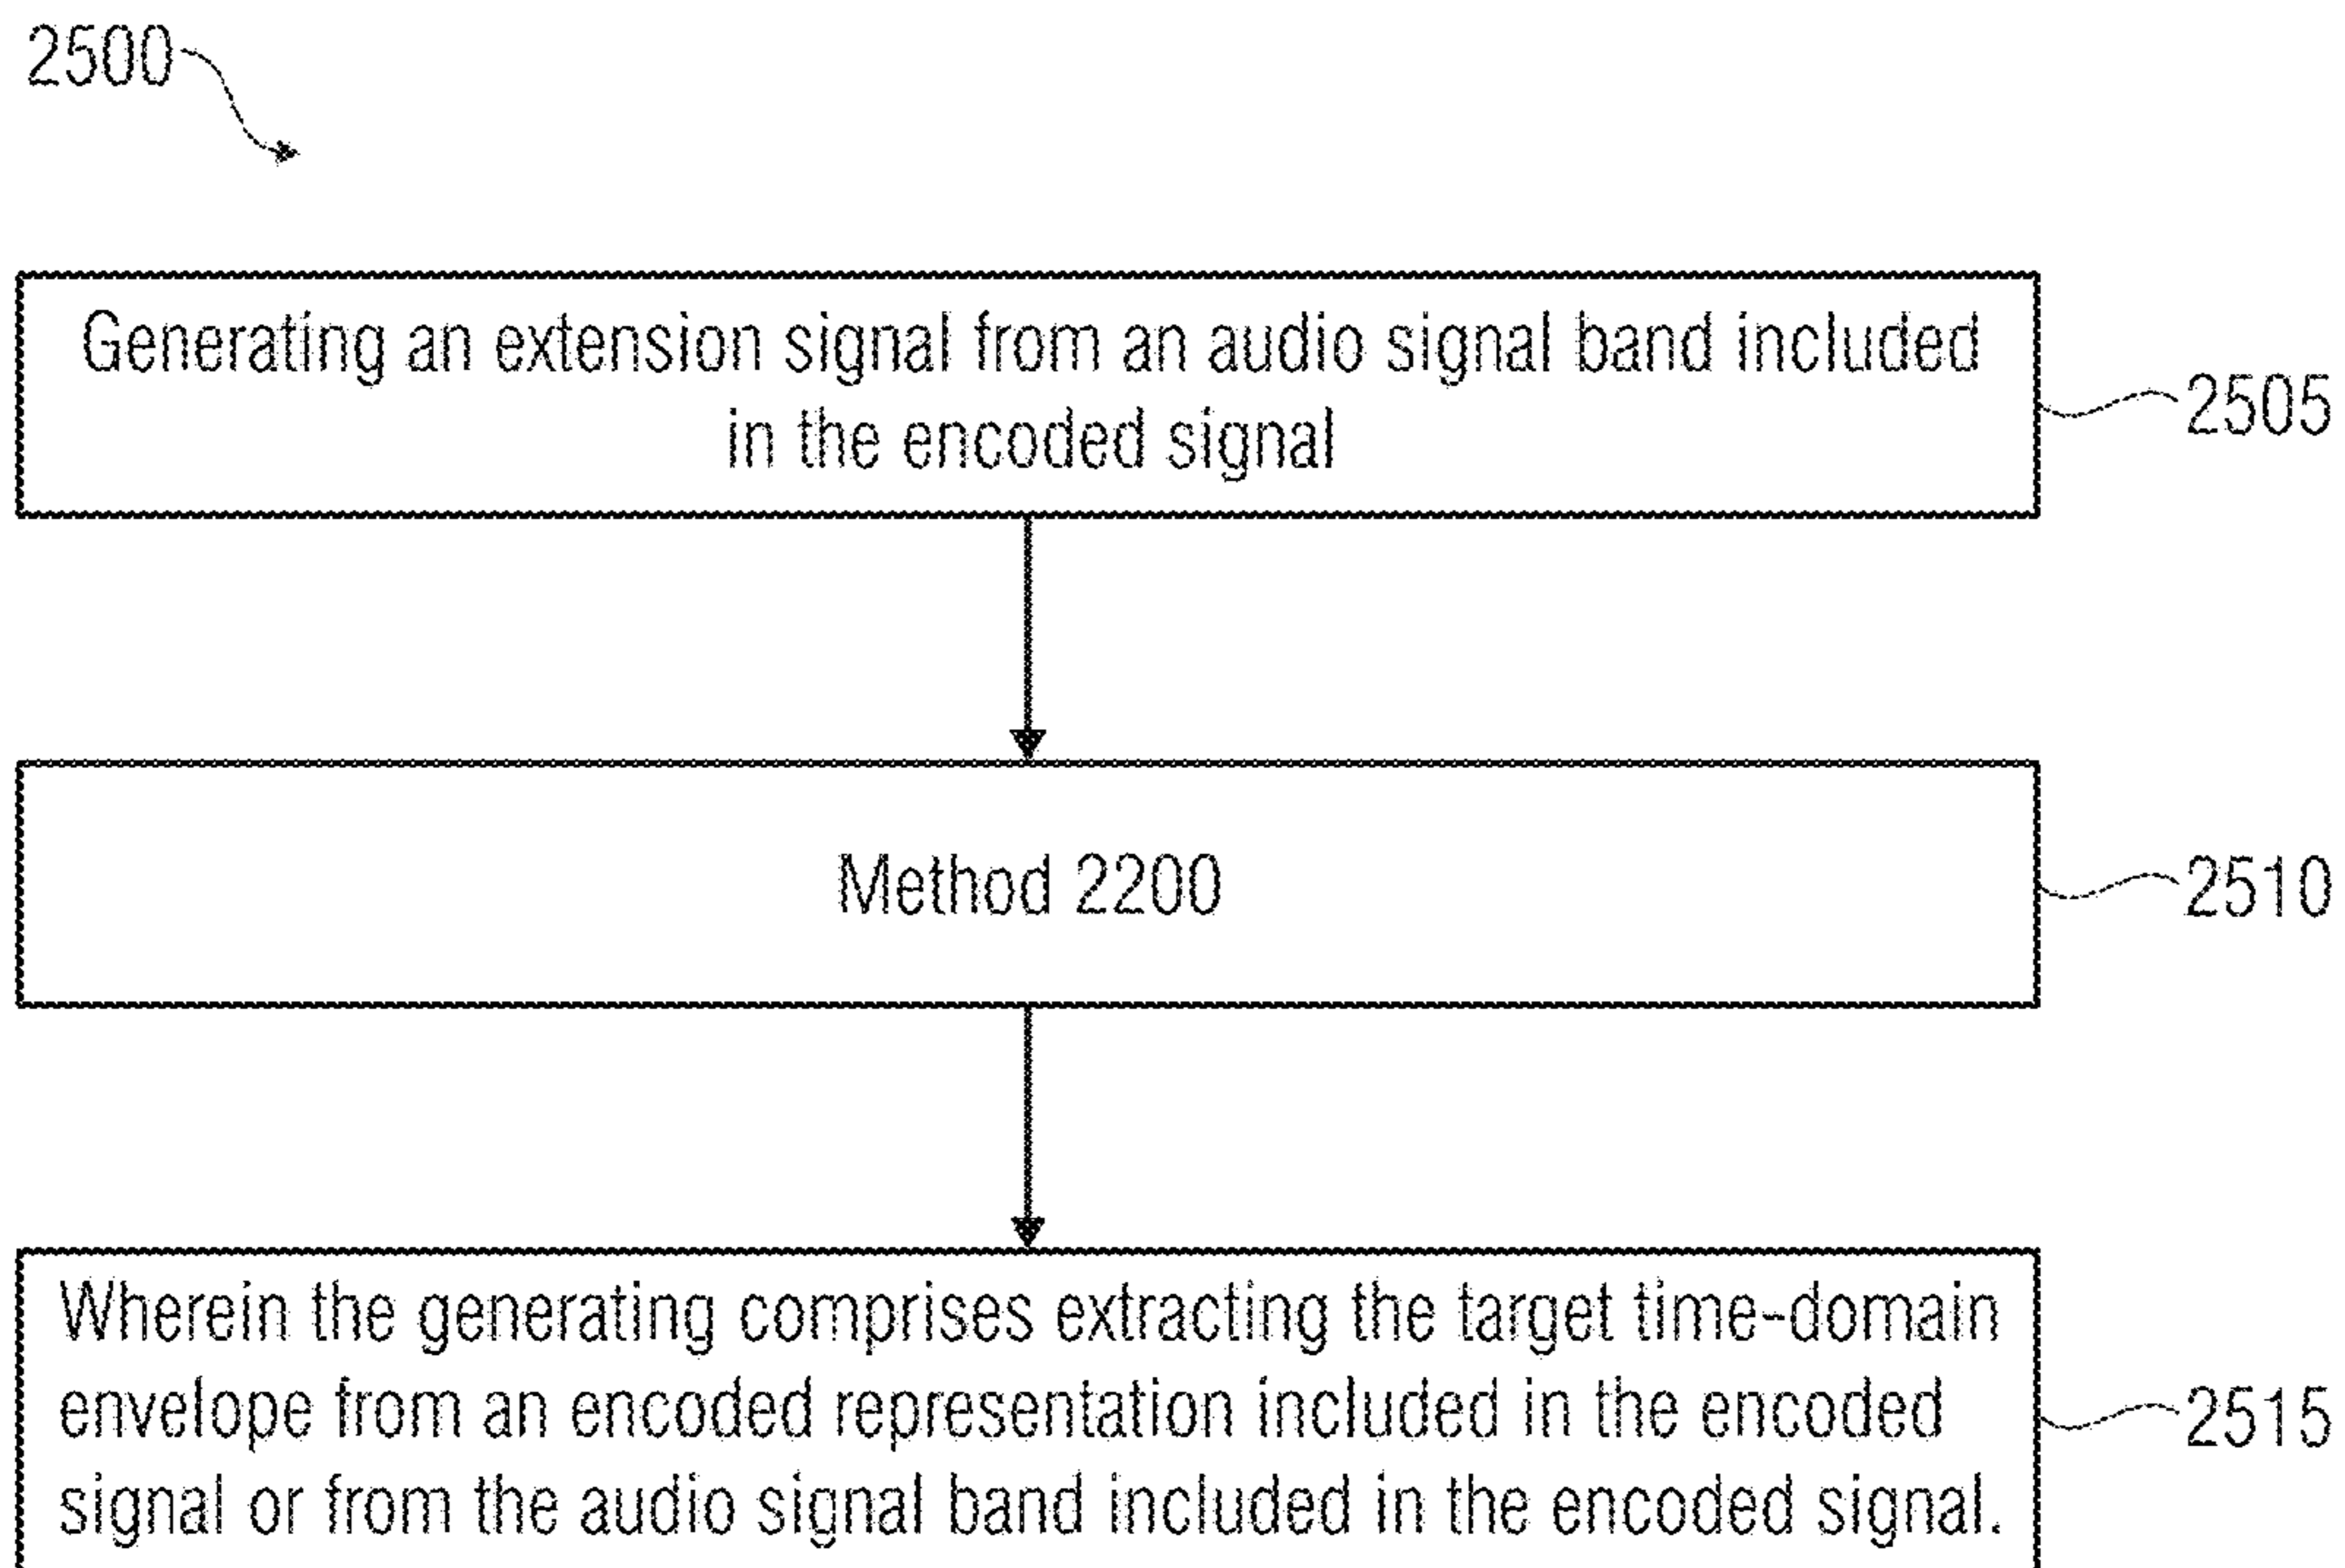 2500
Generating an extension signal from an audio signal band included
in the encoded signal
2505
Method 2200
2510
Wherein the generating comprises extracting the target time-domain
envelope from an encoded representation included in the encoded
signal or from the audio signal band included in the encoded signal.
2515